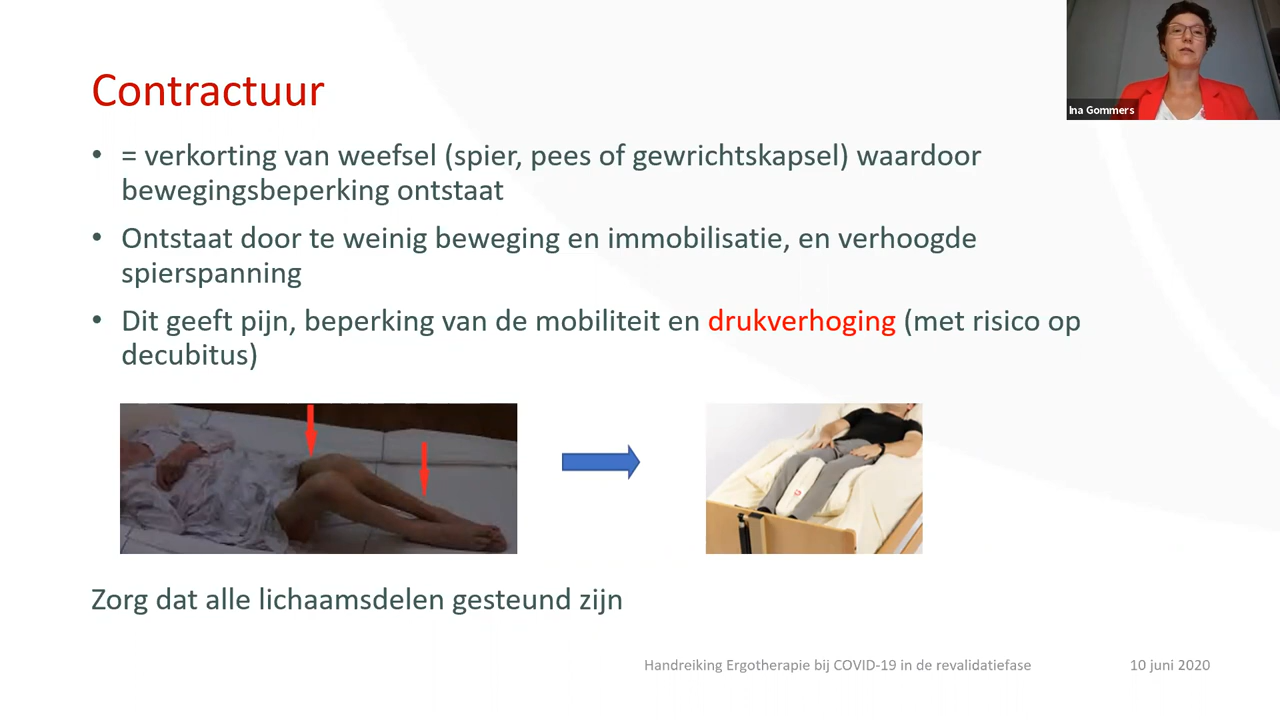 Contractuur
• = verkorting van weefsel (spier, pees of gewrichtskapsel) waardoor
bewegingsbeperking ontstaat
• Ontstaat door te weinig beweging en immobilisatie, en verhoogde
spierspanning
• Dit geeft pijn, beperking van de mobiliteit en drukverhoging (met risico op
decubitus)
Zorg dat alle lichaamsdelen gesteund zijn
Handreiking Ergotherapie bij COVID-19 in de revalidatiefase
10 juni 2020
Ina Gommers